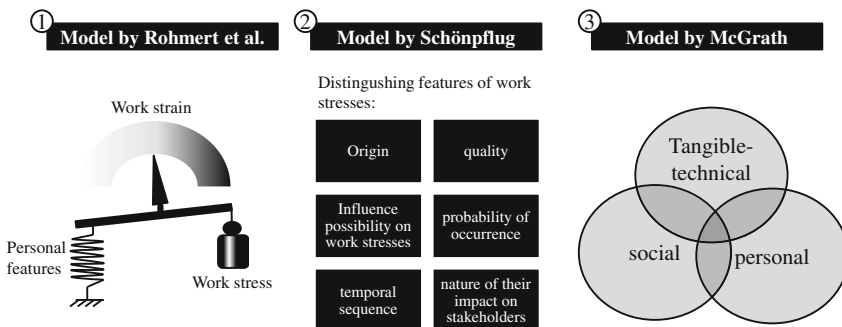 1
Model by Rohmert et al.
Work strain
Personal
features
Work stress
2
Model by Schönpflug
Distingushing features of work
stresses:
Origin
quality
Influence
possibility on
work stresses
probability of
occurrence
temporal
sequence
nature of their
impact on
stakeholders
3
Model by McGrath
Tangible-
technical
social
personal